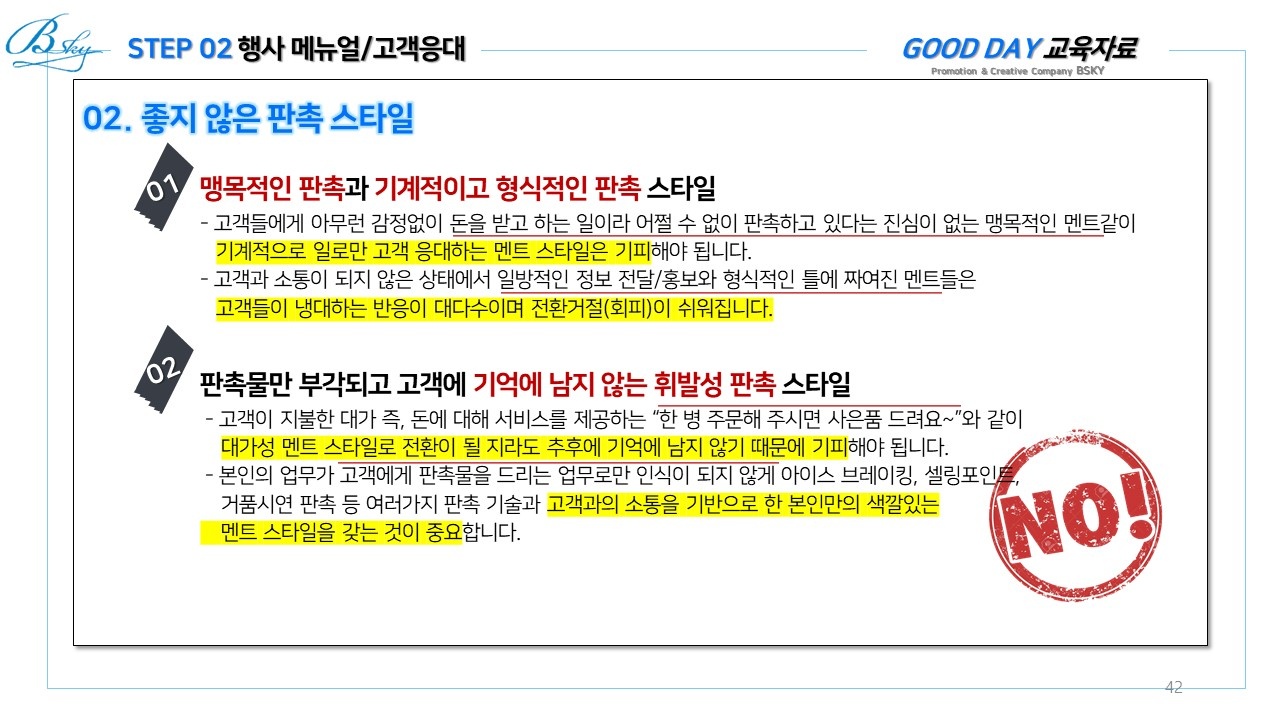 Bsky
STEP 02 행사 메뉴얼/고객응대
GOOD DAY 교육자료
Promotion & Creative Company BSKY
02. 좋지 않은 판촉 스타일
01
맹목적인 판촉과 기계적이고 형식적인 판촉 스타일
- 고객들에게 아무런 감정없이 돈을 받고 하는 일이라 어쩔 수 없이 판촉하고 있다는 진심이 없는 맹목적인 멘트같이
기계적으로 일로만 고객 응대하는 멘트 스타일은 기피해야 됩니다.
- 고객과 소통이 되지 않은 상태에서 일방적인 정보 전달/홍보와 형식적인 틀에 짜여진 멘트들은
고객들이 냉대하는 반응이 대다수이며 전환거절(회피)이 쉬워집니다.
02
판촉물만 부각되고 고객에 기억에 남지 않는 휘발성 판촉 스타일
- 고객이 지불한 대가 즉, 돈에 대해 서비스를 제공하는 “한 병 주문해 주시면 사은품 드려요~”와 같이
대가성 멘트 스타일로 전환이 될 지라도 추후에 기억에 남지 않기 때문에 기피해야 됩니다.
- 본인의 업무가 고객에게 판촉물을 드리는 업무로만 인식이 되지 않게 아이스 브레이킹, 셀링포인트,
거품시연 판촉 등 여러가지 판촉 기술과 고객과의 소통을 기반으로 한 본인만의 색깔있는
멘트 스타일을 갖는 것이 중요합니다.
NO!
42